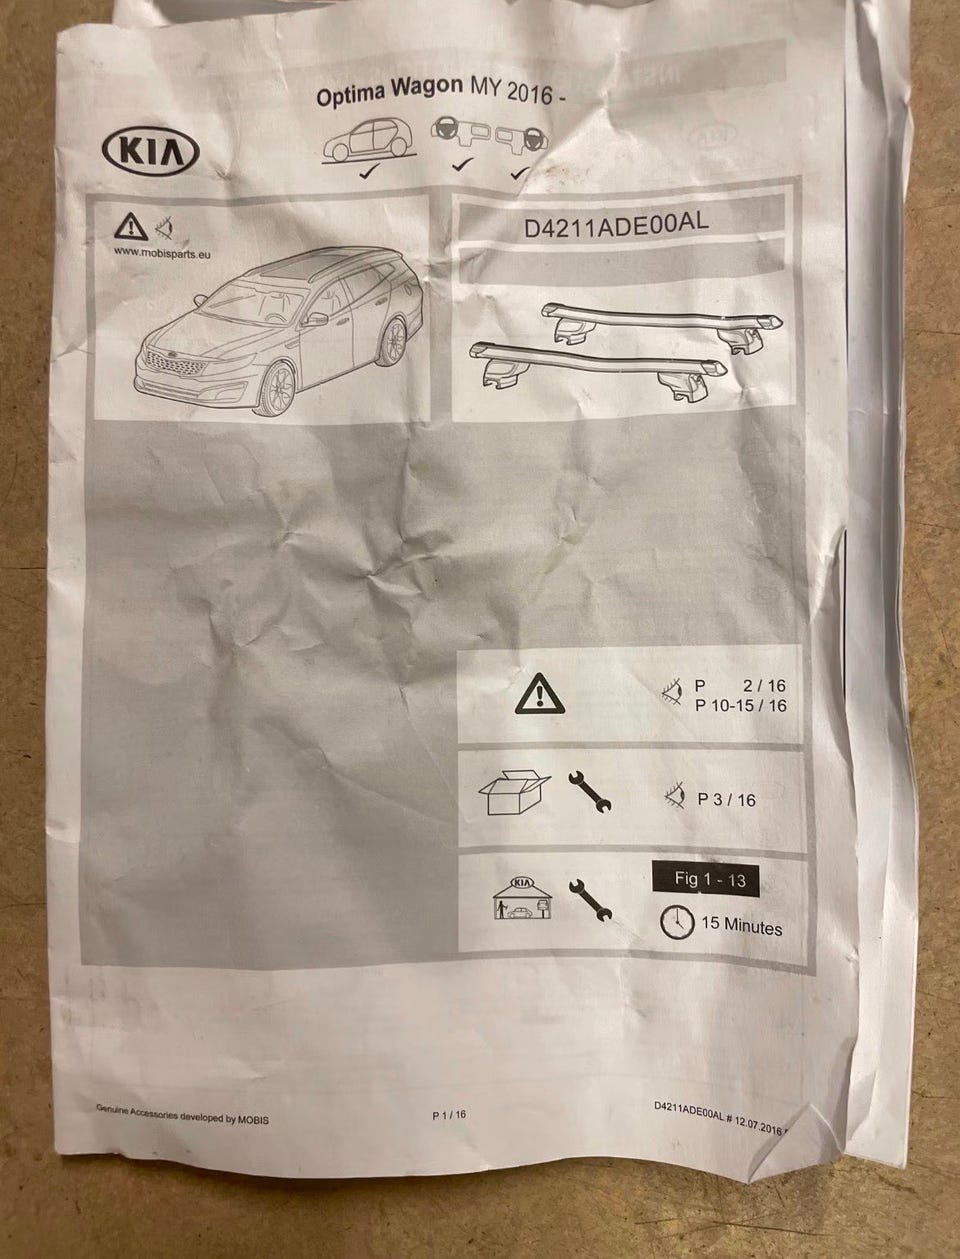 Optima Wagon MY 2016 -
KIA
www.mobisparts.eu
D4211ADE00AL
P 2 / 16
P 10-15 / 16
P 3 / 16
KIA
Fig 1 - 13
15 Minutes
Genuine Accessories developed by MOBIS
P 1 / 16
D4211ADE00AL # 12.07.2016